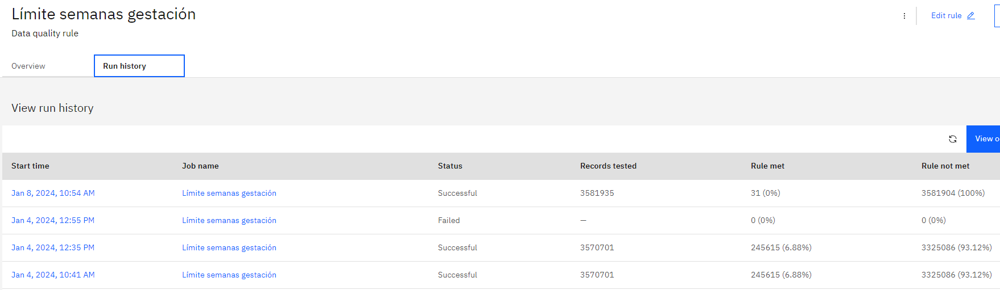 Límite semanas gestación
Edit rule
Data quality rule
Overview
Run history
View run history
View o
Start time Job name Status Records tested Rule met Rule not met
Jan 8, 2024, 10:54 AM Límite semanas gestación Successful 3581935 31 (0%) 3581904 (100%)
Jan 4, 2024, 12:55 PM Límite semanas gestación Failed — 0 (0%) 0 (0%)
Jan 4, 2024, 12:35 PM Límite semanas gestación Successful 3570701 245615 (6.88%) 3325086 (93.12%)
Jan 4, 2024, 10:41 AM Límite semanas gestación Successful 3570701 245615 (6.88%) 3325086 (93.12%)